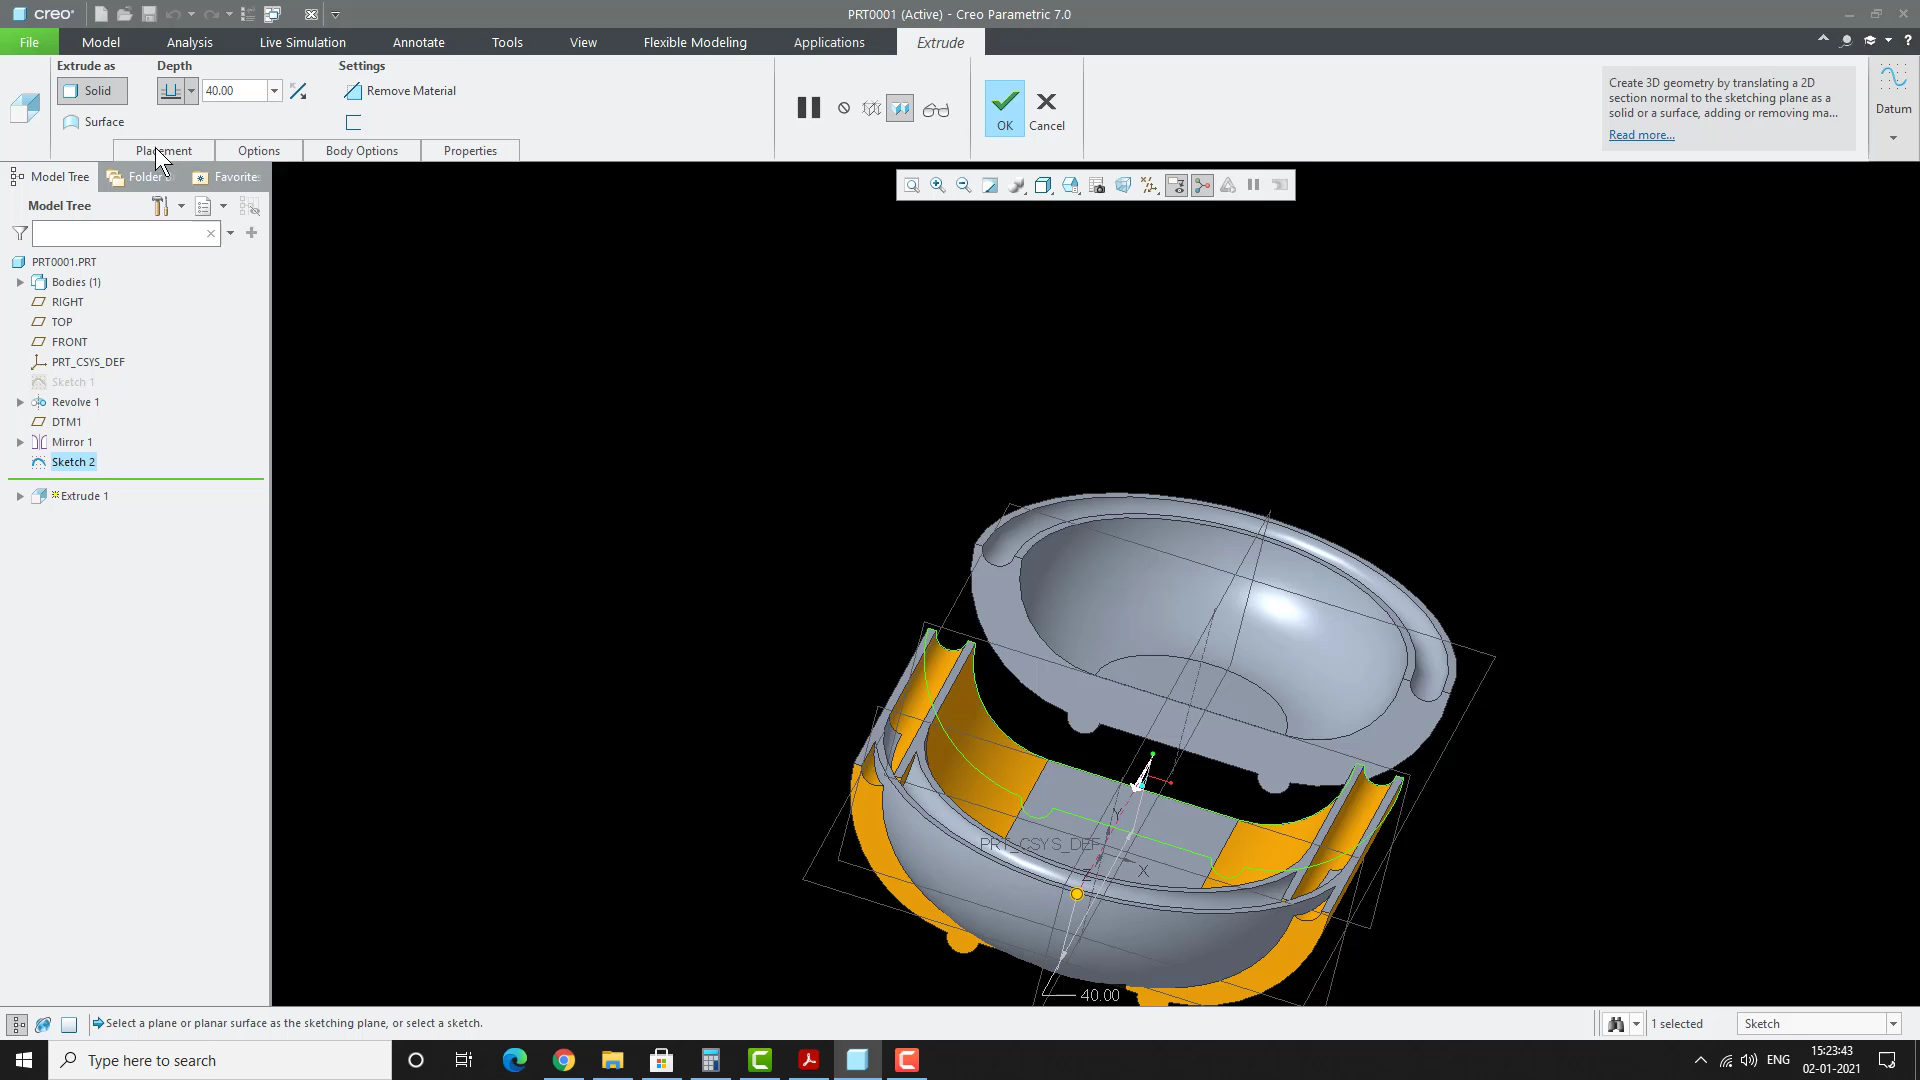 creo
PRT0001 (Active) - Creo Parametric 7.0
File
Model
Analysis
Live Simulation
Annotate
Tools
View
Flexible Modeling
Applications
Extrude
?
Extrude as
Depth
Settings
Solid
40.00
Remove Material
Surface
OK
Cancel
Create 3D geometry by translating a 2D
section normal to the sketching plane as a
solid or a surface, adding or removing ma...
Read more...
Datum
Placement
Options
Body Options
Properties
Model Tree
Folder
Favorites
Model Tree
PRT0001.PRT
Bodies (1)
RIGHT
TOP
FRONT
PRT_CSYS_DEF
Sketch 1
Revolve 1
DTM1
Mirror 1
Sketch 2
Extrude 1
Y
PRT_CSYS_DEF
X
Z
40.00
Select a plane or planar surface as the sketching plane, or select a sketch.
1 selected
Sketch
Type here to search
ENG
15:23:43
02-01-2021